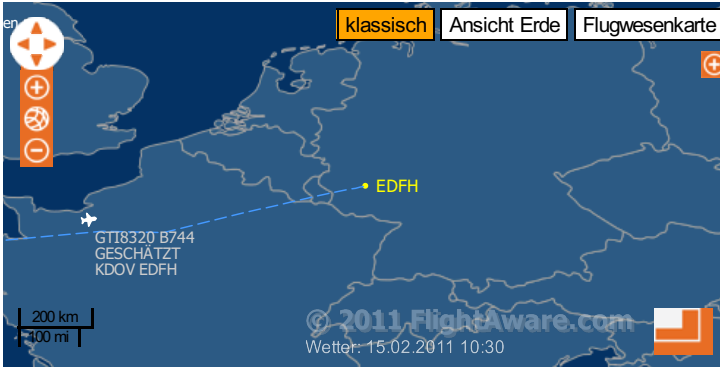 en
klassisch
Ansicht Erde
Flugwesenkarte
EDFH
GTI8320 B744
GESCHÄTZT
KDOV EDFH
200 km
100 mi
© 2011 FlightAware.com
Wetter: 15.02.2011 10:30